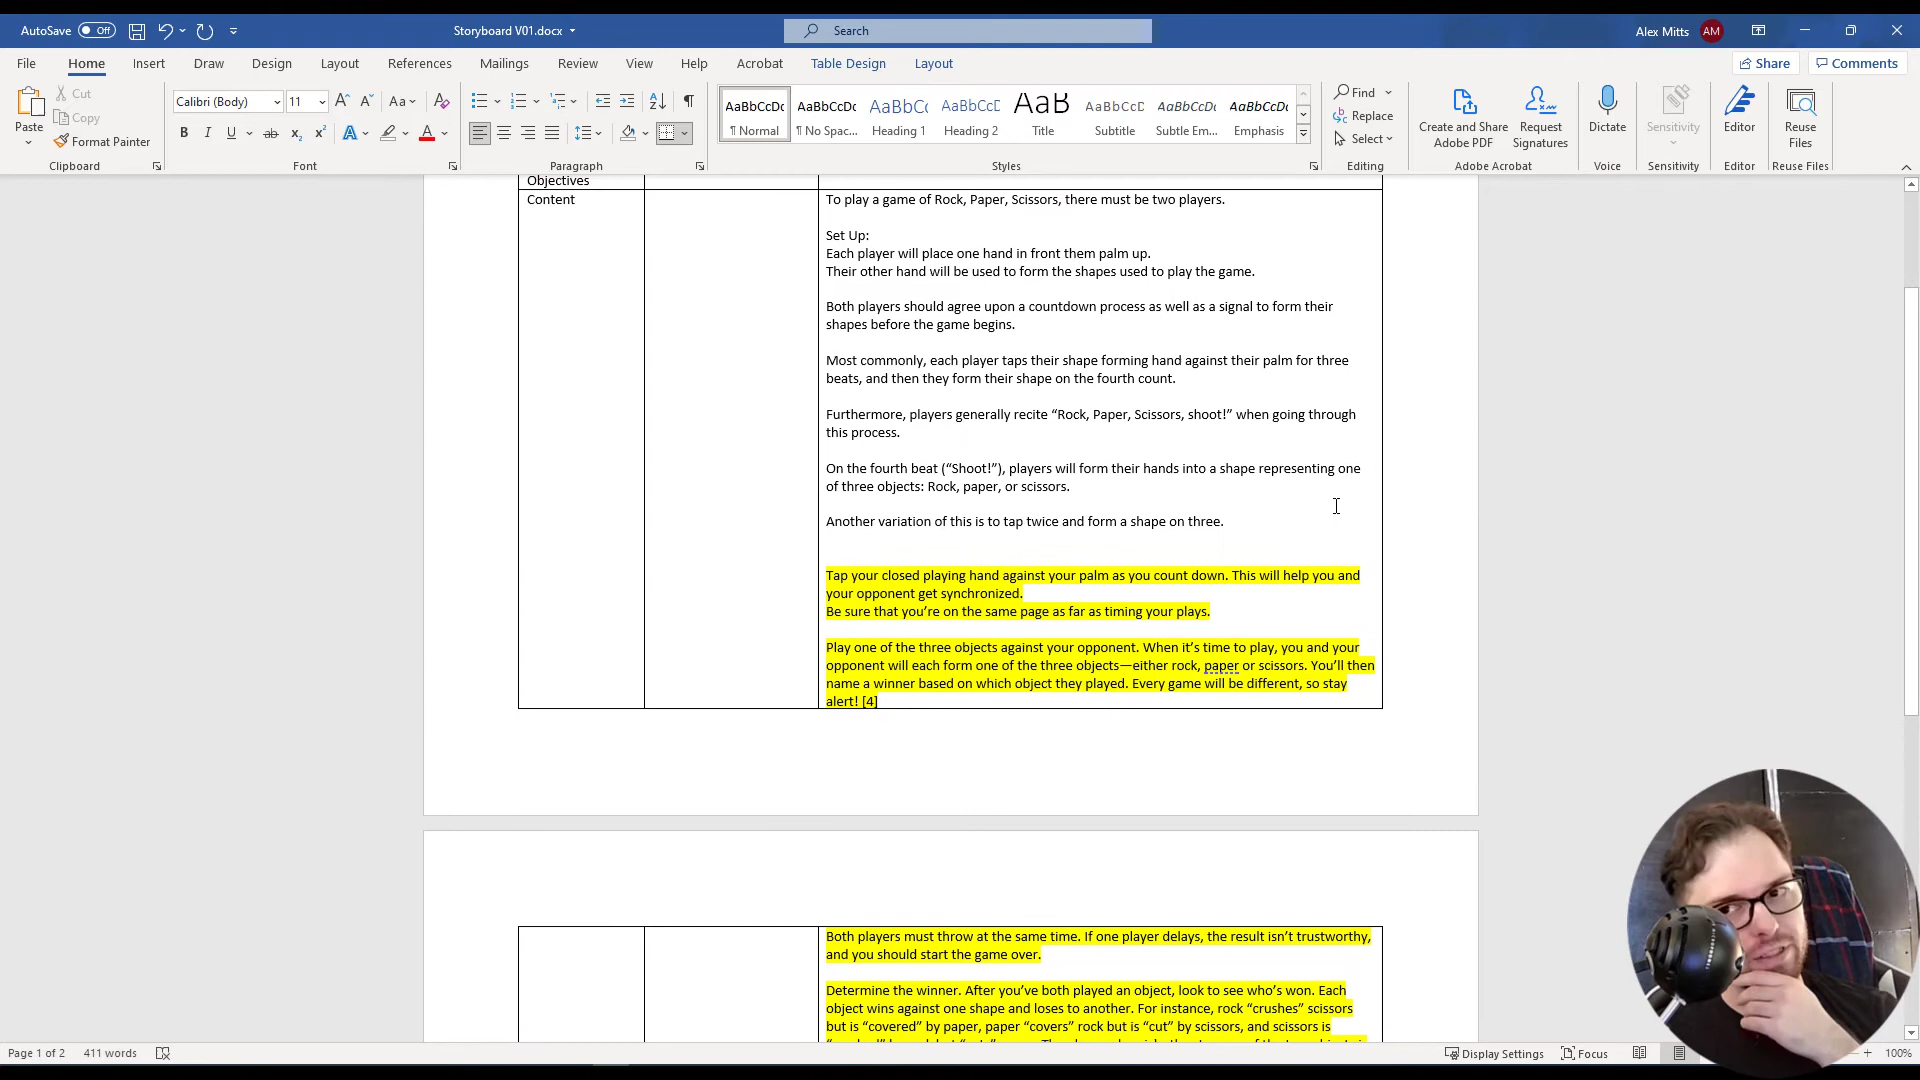 AutoSave Off Storyboard V01.docx Search Alex Mitts AM
File Home Insert Draw Design Layout References Mailings Review View Help Acrobat Table Design Layout Share Comments
Paste Cut Copy Format Painter
Calibri (Body) 11 Aa
AaBbCcDc AaBbCcDc AaBbC AaBbCcD AaB AaBbCcD AaBbCcDc AaBbCcDc
¶ Normal ¶ No Spac... Heading 1 Heading 2 Title Subtitle Subtle Em... Emphasis
Find Replace Select
Create and Share Adobe PDF
Request Signatures
Dictate Sensitivity Editor Reuse Files
Clipboard Font Paragraph Styles Editing Adobe Acrobat Voice Sensitivity Editor Reuse Files
Objectives
Content
To play a game of Rock, Paper, Scissors, there must be two players.
Set Up:
Each player will place one hand in front them palm up.
Their other hand will be used to form the shapes used to play the game.
Both players should agree upon a countdown process as well as a signal to form their
shapes before the game begins.
Most commonly, each player taps their shape forming hand against their palm for three
beats, and then they form their shape on the fourth count.
Furthermore, players generally recite “Rock, Paper, Scissors, shoot!” when going through
this process.
On the fourth beat (“Shoot!”), players will form their hands into a shape representing one
of three objects: Rock, paper, or scissors.
Another variation of this is to tap twice and form a shape on three.
Tap your closed playing hand against your palm as you count down. This will help you and
your opponent get synchronized.
Be sure that you’re on the same page as far as timing your plays.
Play one of the three objects against your opponent. When it’s time to play, you and your
opponent will each form one of the three objects—either rock, paper or scissors. You’ll then
name a winner based on which object they played. Every game will be different, so stay
alert! [4]
Both players must throw at the same time. If one player delays, the result isn’t trustworthy,
and you should start the game over.
Determine the winner. After you’ve both played an object, look to see who’s won. Each
object wins against one shape and loses to another. For instance, rock “crushes” scissors
but is “covered” by paper, paper “covers” rock but is “cut” by scissors, and scissors is
Page 1 of 2 411 words Display Settings Focus 100%